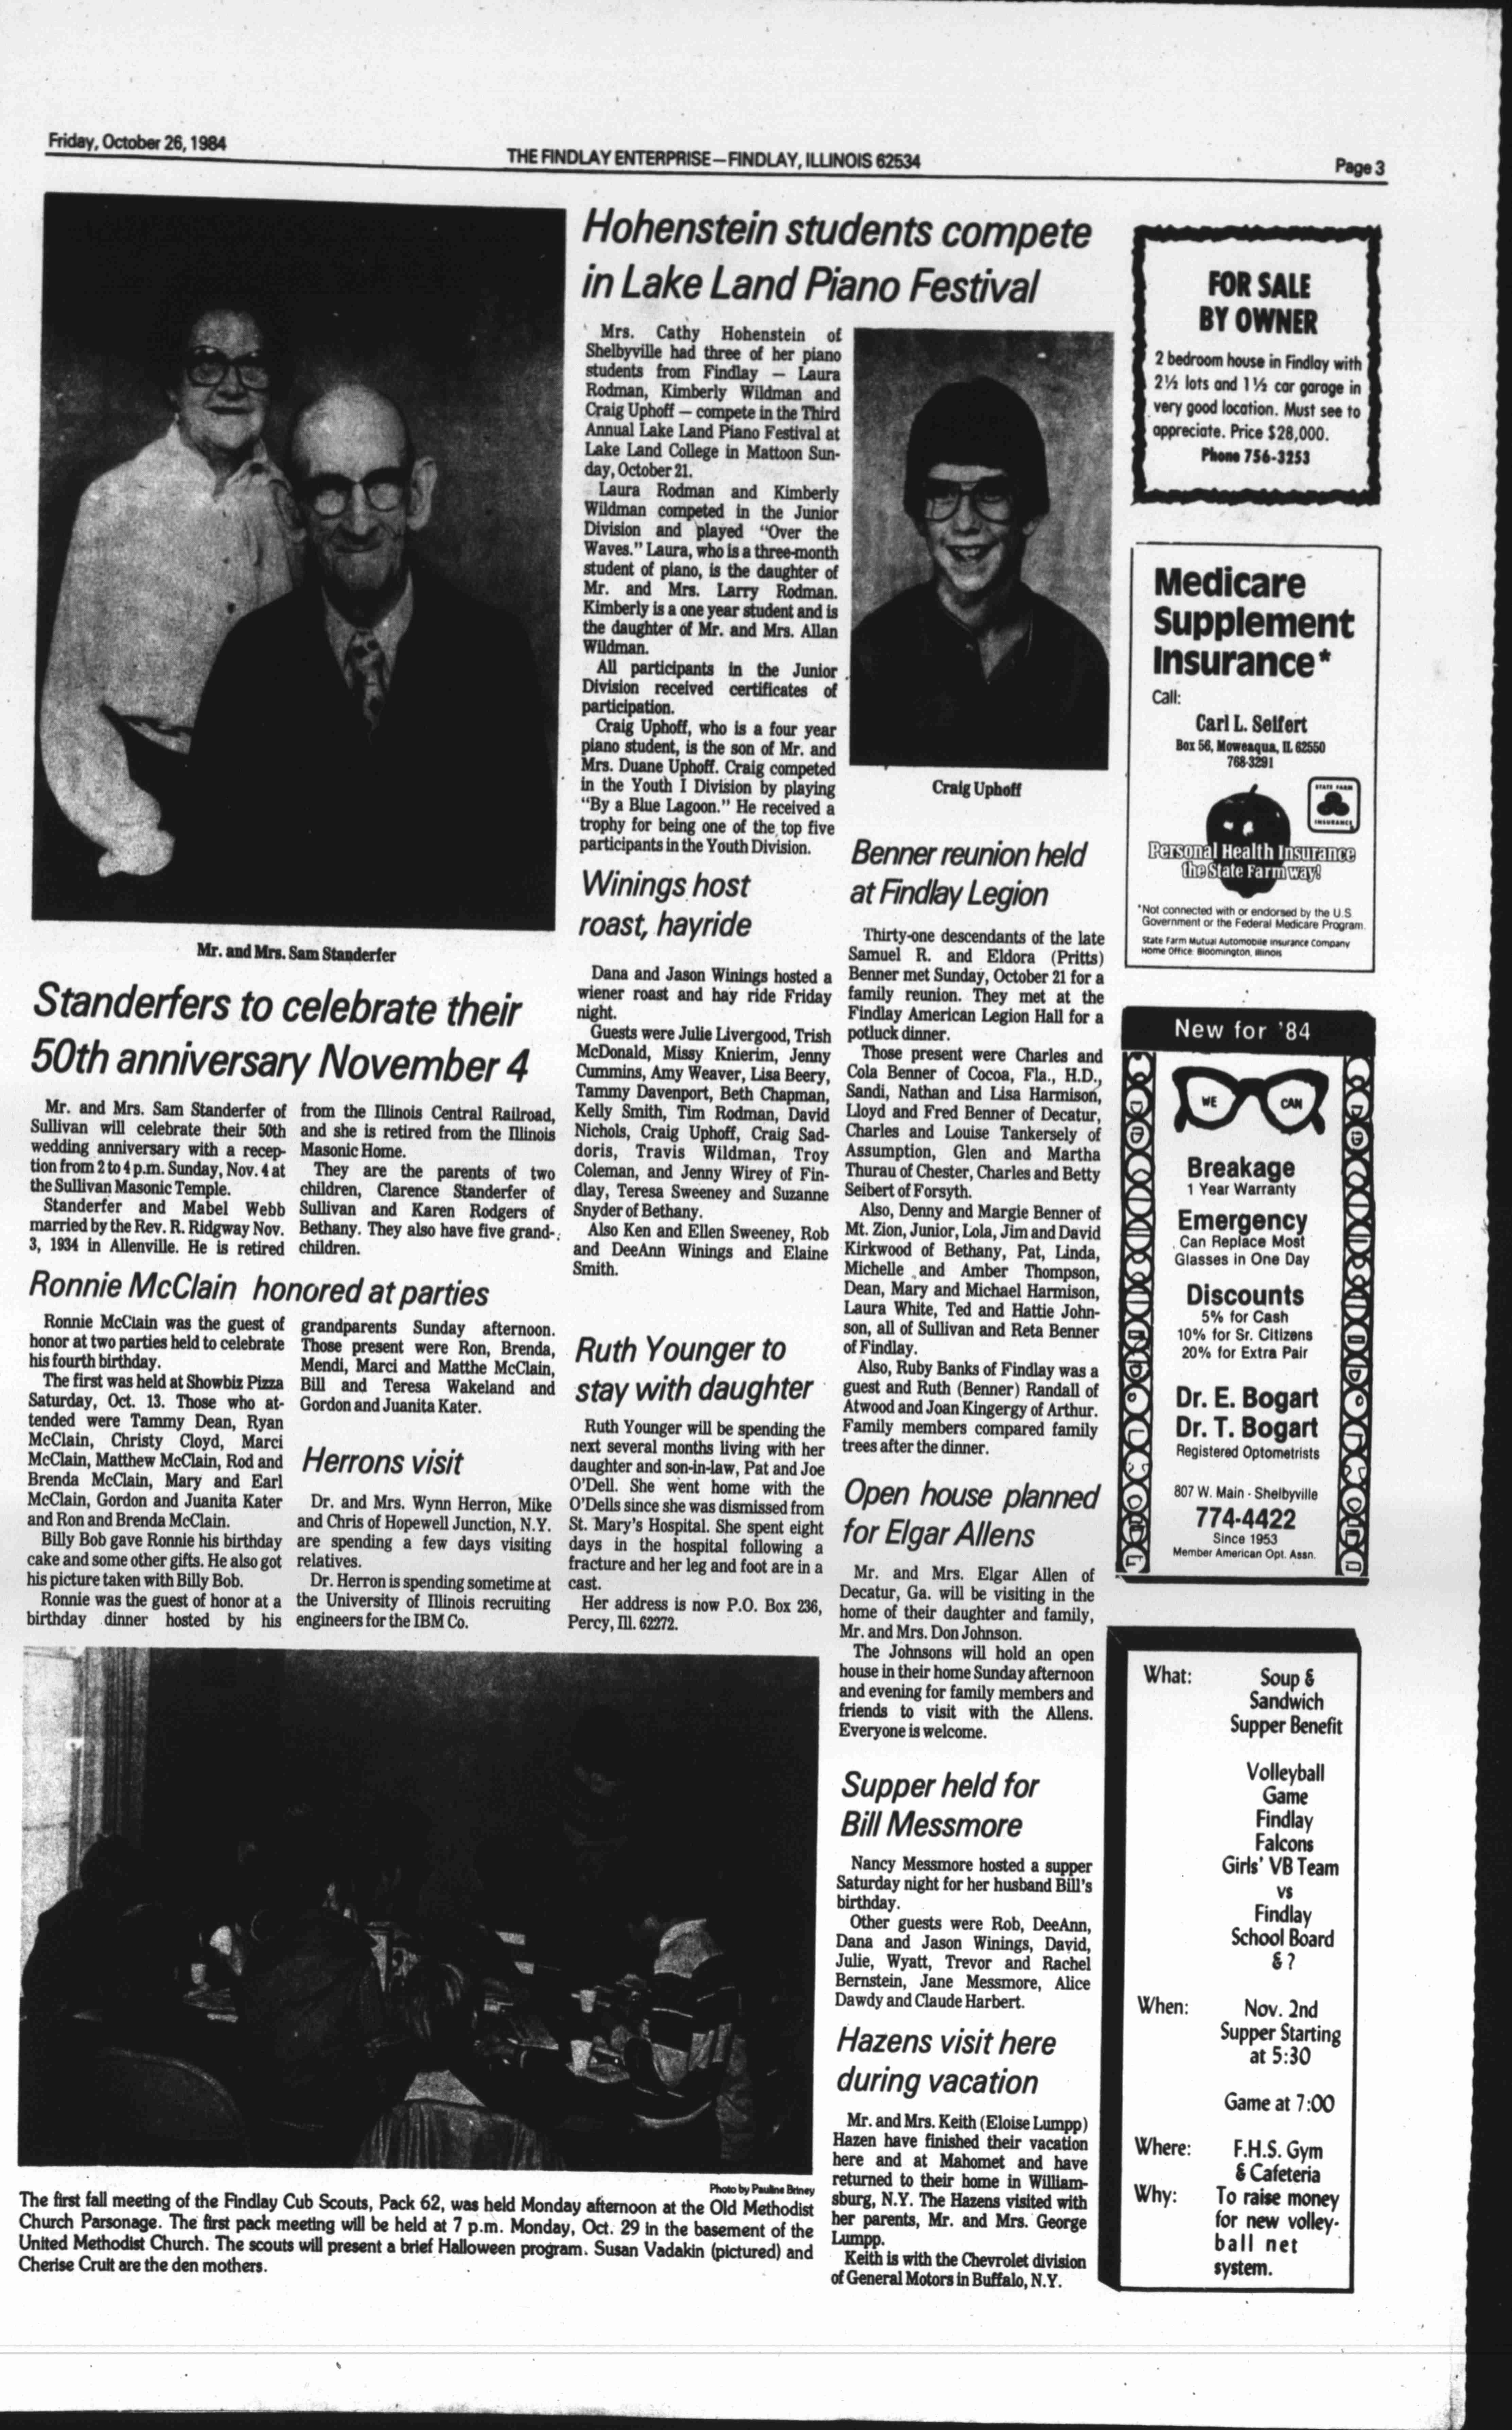 Friday, October 26, 1984
THE FINDLAY ENTERPRISE—FINDLAY, ILLINOIS 62534
Page 3
Mr. and Mrs. Sam Standerfer
Standerfers to celebrate their
50th anniversary November 4
Mr. and Mrs. Sam Standerfer of
Sullivan will celebrate their 50th
wedding anniversary with a recep-
tion from 2 to 4 p.m. Sunday, Nov. 4 at
the Sullivan Masonic Temple.
Standerfer and Mabel Webb
married by the Rev. R. Ridgway Nov.
3, 1934 in Allenville. He is retired
from the Illinois Central Railroad,
and she is retired from the Illinois
Masonic Home.
They are the parents of two
children, Clarence Standerfer of
Sullivan and Karen Rodgers of
Bethany. They also have five grand-
children.
Ronnie McClain honored at parties
Ronnie McClain was the guest of
honor at two parties held to celebrate
his fourth birthday.
The first was held at Showbiz Pizza
Saturday, Oct. 13. Those who at-
tended were Tammy Dean, Ryan
McClain, Christy Cloyd, Marci
McClain, Matthew McClain, Rod and
Brenda McClain, Mary and Earl
McClain, Gordon and Juanita Kater
and Ron and Brenda McClain.
Billy Bob gave Ronnie his birthday
cake and some other gifts. He also got
his picture taken with Billy Bob.
Ronnie was the guest of honor at a
birthday dinner hosted by his
grandparents Sunday afternoon.
Those present were Ron, Brenda,
Mendi, Marci and Matthe McClain,
Bill and Teresa Wakeland and
Gordon and Juanita Kater.
Herrons visit
Dr. and Mrs. Wynn Herron, Mike
and Chris of Hopewell Junction, N.Y.
are spending a few days visiting
relatives.
Dr. Herron is spending sometime at
the University of Illinois recruiting
engineers for the IBM Co.
Hohenstein students compete
in Lake Land Piano Festival
Mrs. Cathy Hohenstein of
Shelbyville had three of her piano
students from Findlay — Laura
Rodman, Kimberly Wildman and
Craig Uphoff — compete in the Third
Annual Lake Land Piano Festival at
Lake Land College in Mattoon Sun-
day, October 21.
Laura Rodman and Kimberly
Wildman competed in the Junior
Division and played "Over the
Waves." Laura, who is a three-month
student of piano, is the daughter of
Mr. and Mrs. Larry Rodman.
Kimberly is a one year student and is
the daughter of Mr. and Mrs. Allan
Wildman.
All participants in the Junior
Division received certificates of
participation.
Craig Uphoff, who is a four year
piano student, is the son of Mr. and
Mrs. Duane Uphoff. Craig competed
in the Youth I Division by playing
"By a Blue Lagoon." He received a
trophy for being one of the top five
participants in the Youth Division.
Craig Uphoff
Winings host
roast, hayride
Dana and Jason Winings hosted a
wiener roast and hay ride Friday
night.
Guests were Julie Livergood, Trish
McDonald, Missy Knierim, Jenny
Cummins, Amy Weaver, Lisa Beery,
Tammy Davenport, Beth Chapman,
Kelly Smith, Tim Rodman, David
Nichols, Craig Uphoff, Craig Sad-
doris, Travis Wildman, Troy
Coleman, and Jenny Wirey of Fin-
dlay, Teresa Sweeney and Suzanne
Snyder of Bethany.
Also Ken and Ellen Sweeney, Rob
and DeeAnn Winings and Elaine
Smith.
Ruth Younger to
stay with daughter
Ruth Younger will be spending the
next several months living with her
daughter and son-in-law, Pat and Joe
O'Dell. She went home with the
O'Dells since she was dismissed from
St. Mary's Hospital. She spent eight
days in the hospital following a
fracture and her leg and foot are in a
cast.
Her address is now P.O. Box 236,
Percy, Ill. 62272.
Benner reunion held
at Findlay Legion
Thirty-one descendants of the late
Samuel R. and Eldora (Pritts)
Benner met Sunday, October 21 for a
family reunion. They met at the
Findlay American Legion Hall for a
potluck dinner.
Those present were Charles and
Cola Benner of Cocoa, Fla., H.D.,
Sandi, Nathan and Lisa Harmison,
Lloyd and Fred Benner of Decatur,
Charles and Louise Tankersely of
Assumption, Glen and Martha
Thurau of Chester, Charles and Betty
Seibert of Forsyth.
Also, Denny and Margie Benner of
Mt. Zion, Junior, Lola, Jim and David
Kirkwood of Bethany, Pat, Linda,
Michelle and Amber Thompson,
Dean, Mary and Michael Harmison,
Laura White, Ted and Hattie John-
son, all of Sullivan and Reta Benner
of Findlay.
Also, Ruby Banks of Findlay was a
guest and Ruth (Benner) Randall of
Atwood and Joan Kingergy of Arthur.
Family members compared family
trees after the dinner.
Open house planned
for Elgar Allens
Mr. and Mrs. Elgar Allen of
Decatur, Ga. will be visiting in the
home of their daughter and family,
Mr. and Mrs. Don Johnson.
The Johnsons will hold an open
house in their home Sunday afternoon
and evening for family members and
friends to visit with the Allens.
Everyone is welcome.
Supper held for
Bill Messmore
Nancy Messmore hosted a supper
Saturday night for her husband Bill's
birthday.
Other guests were Rob, DeeAnn,
Dana and Jason Winings, David,
Julie, Wyatt, Trevor and Rachel
Bernstein, Jane Messmore, Alice
Dawdy and Claude Harbert.
Hazens visit here
during vacation
Mr. and Mrs. Keith (Eloise Lumpp)
Hazen have finished their vacation
here and at Mahomet and have
returned to their home in William-
sburg, N.Y. The Hazens visited with
her parents, Mr. and Mrs. George
Lumpp.
Keith is with the Chevrolet division
of General Motors in Buffalo, N.Y.
Photo by Pauline Briney
The first fall meeting of the Findlay Cub Scouts, Pack 62, was held Monday afternoon at the Old Methodist
Church Parsonage. The first pack meeting will be held at 7 p.m. Monday, Oct. 29 in the basement of the
United Methodist Church. The scouts will present a brief Halloween program. Susan Vadakin (pictured) and
Cherise Cruit are the den mothers.
FOR SALE
BY OWNER
2 bedroom house in Findlay with
2½ lots and 1½ car garage in
very good location. Must see to
appreciate. Price $28,000.
Phone 756-3253
Medicare
Supplement
Insurance*
Call:
Carl L. Seifert
Box 56, Moweaqua, IL 62550
768-3291
STATE FARM
INSURANCE
Personal Health Insurance
the State Farm way!
*Not connected with or endorsed by the U.S.
Government or the Federal Medicare Program.
State Farm Mutual Automobile Insurance Company
Home Office: Bloomington, Illinois
New for '84
WE CAN
Breakage
1 Year Warranty
Emergency
Can Replace Most
Glasses in One Day
Discounts
5% for Cash
10% for Sr. Citizens
20% for Extra Pair
Dr. E. Bogart
Dr. T. Bogart
Registered Optometrists
807 W. Main - Shelbyville
774-4422
Since 1953
Member American Opt. Assn.
What: Soup &
Sandwich
Supper Benefit
Volleyball
Game
Findlay
Falcons
Girls' VB Team
vs
Findlay
School Board
& ?
When: Nov. 2nd
Supper Starting
at 5:30
Game at 7:00
Where: F.H.S. Gym
& Cafeteria
Why: To raise money
for new volley-
ball net
system.